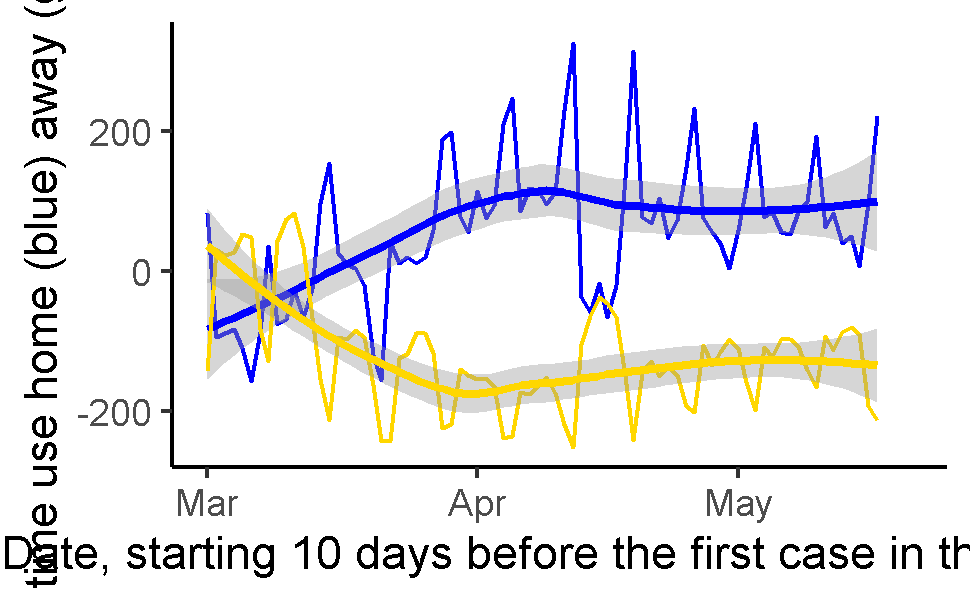 time use home (blue) away (
200
0
-200
Mar Apr May
Date, starting 10 days before the first case in th